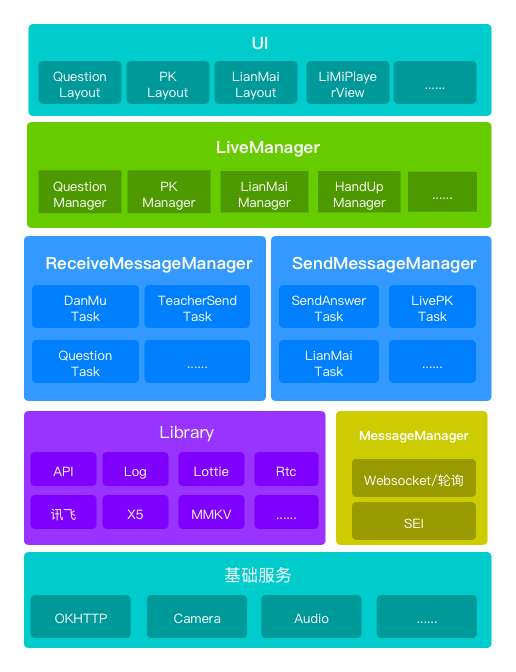 UI
Question
Layout
PK
Layout
LianMai
Layout
LiMiPlaye
rView
......
LiveManager
Question
Manager
PK
Manager
LianMai
Manager
HandUp
Manager
......
ReceiveMessageManager
DanMu
Task
TeacherSend
Task
Question
Task
......
SendMessageManager
SendAnswer
Task
LivePK
Task
LianMai
Task
......
Library
API
Log
Lottie
Rtc
讯飞
X5
MMKV
......
MessageManager
Websocket/轮询
SEI
基础服务
OKHTTP
Camera
Audio
......